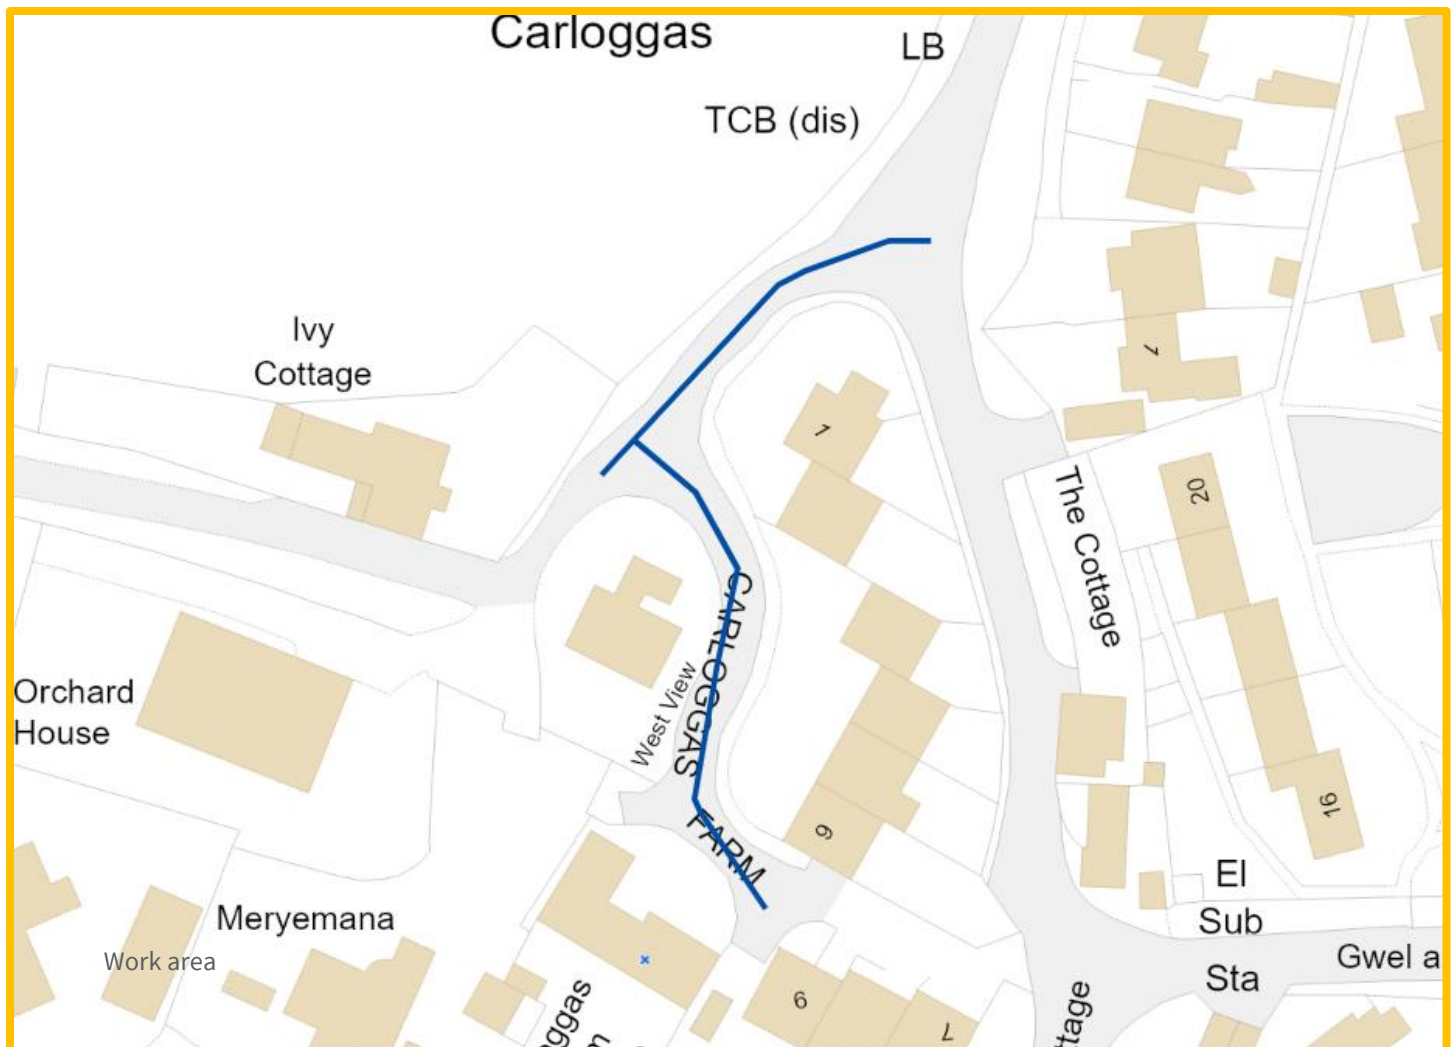 Carloggas
LB
TCB (dis)
Ivy
Cottage
1
7
20
The Cottage
CARLOGGAS
West View
Orchard
House
FARM
9
16
El
Sub
Sta
Meryemana
Work area
Gwel a
6
7
ttage